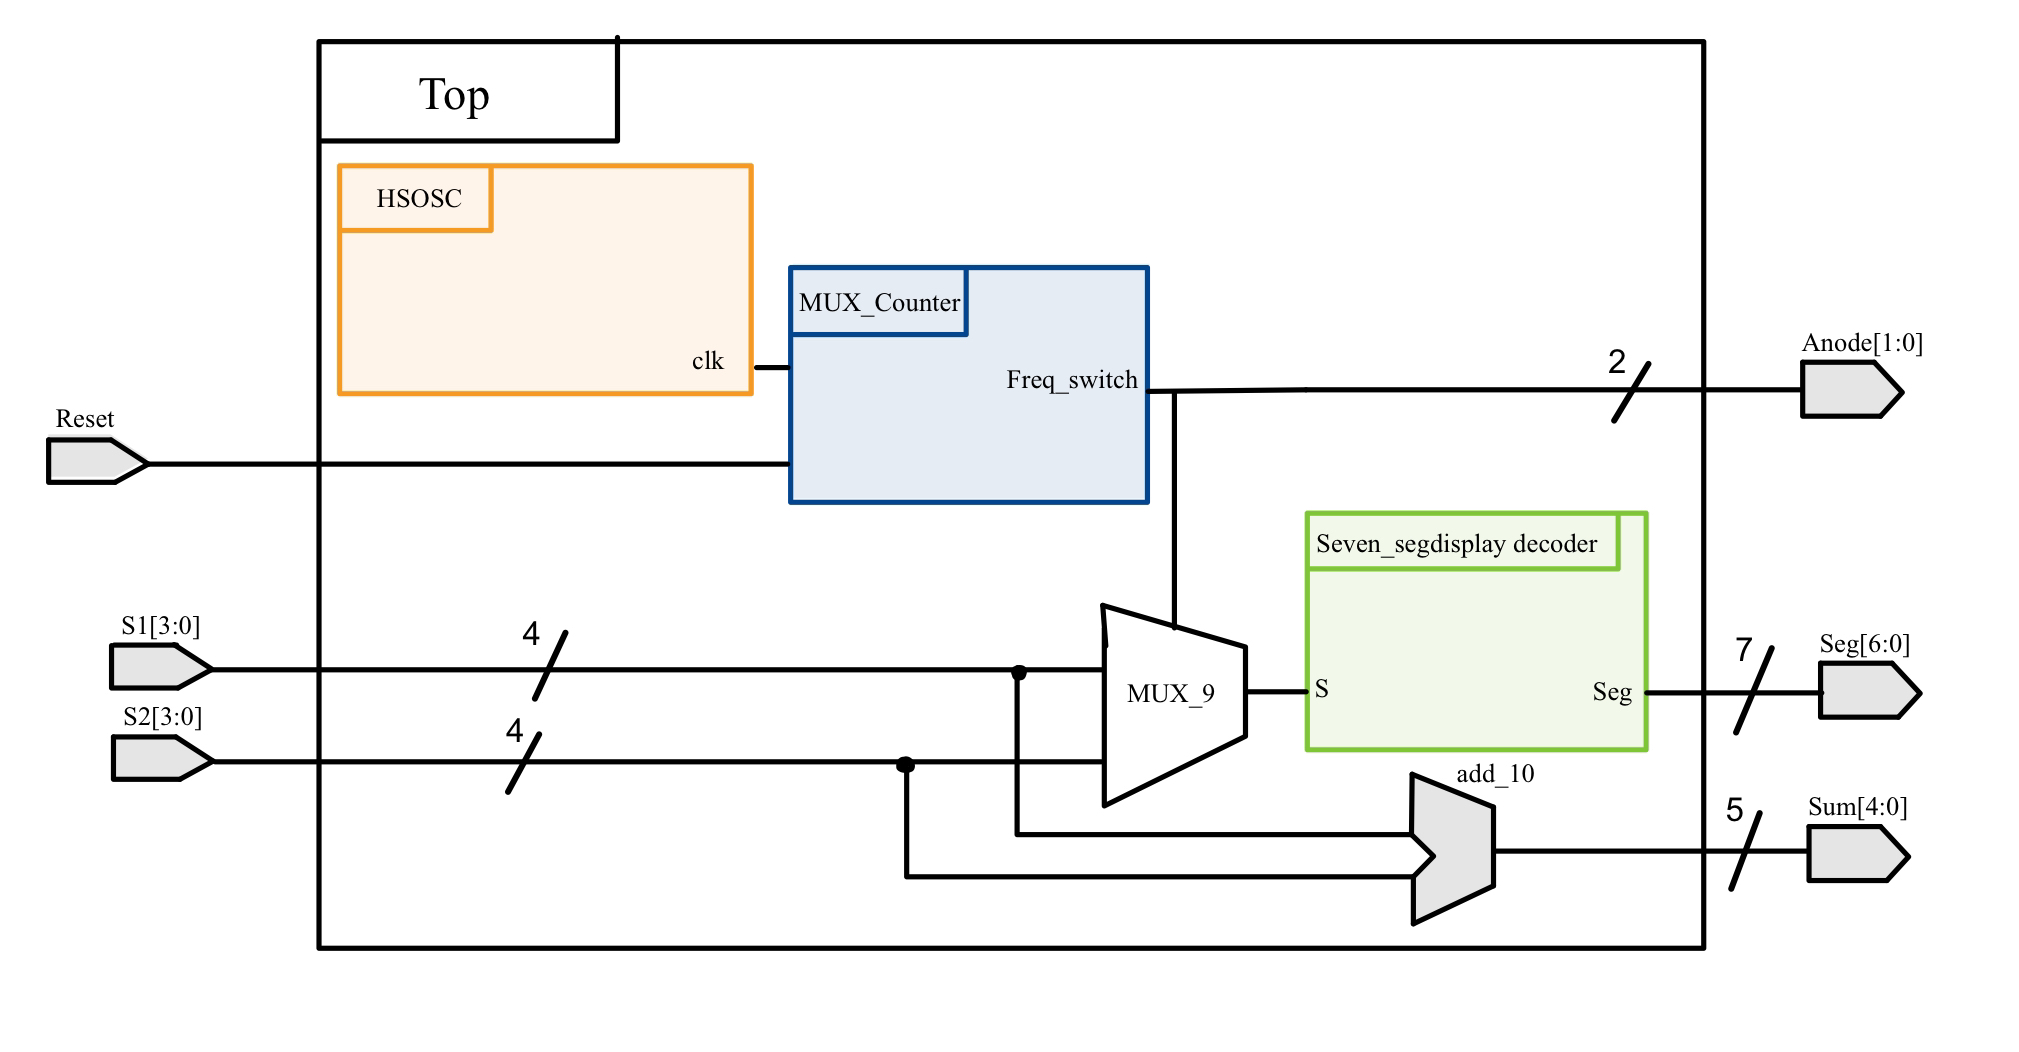 Top
HSOSC
clk
MUX_Counter
Freq_switch
2
Anode[1:0]
Reset
Seven_segdisplay decoder
S1[3:0]
4
S2[3:0]
4
MUX_9
S
Seg
7
Seg[6:0]
add_10
5
Sum[4:0]